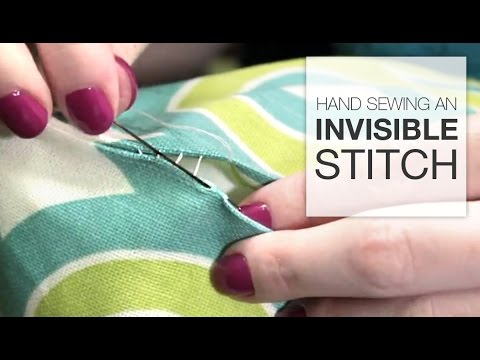 HAND SEWING AN
INVISIBLE
STITCH